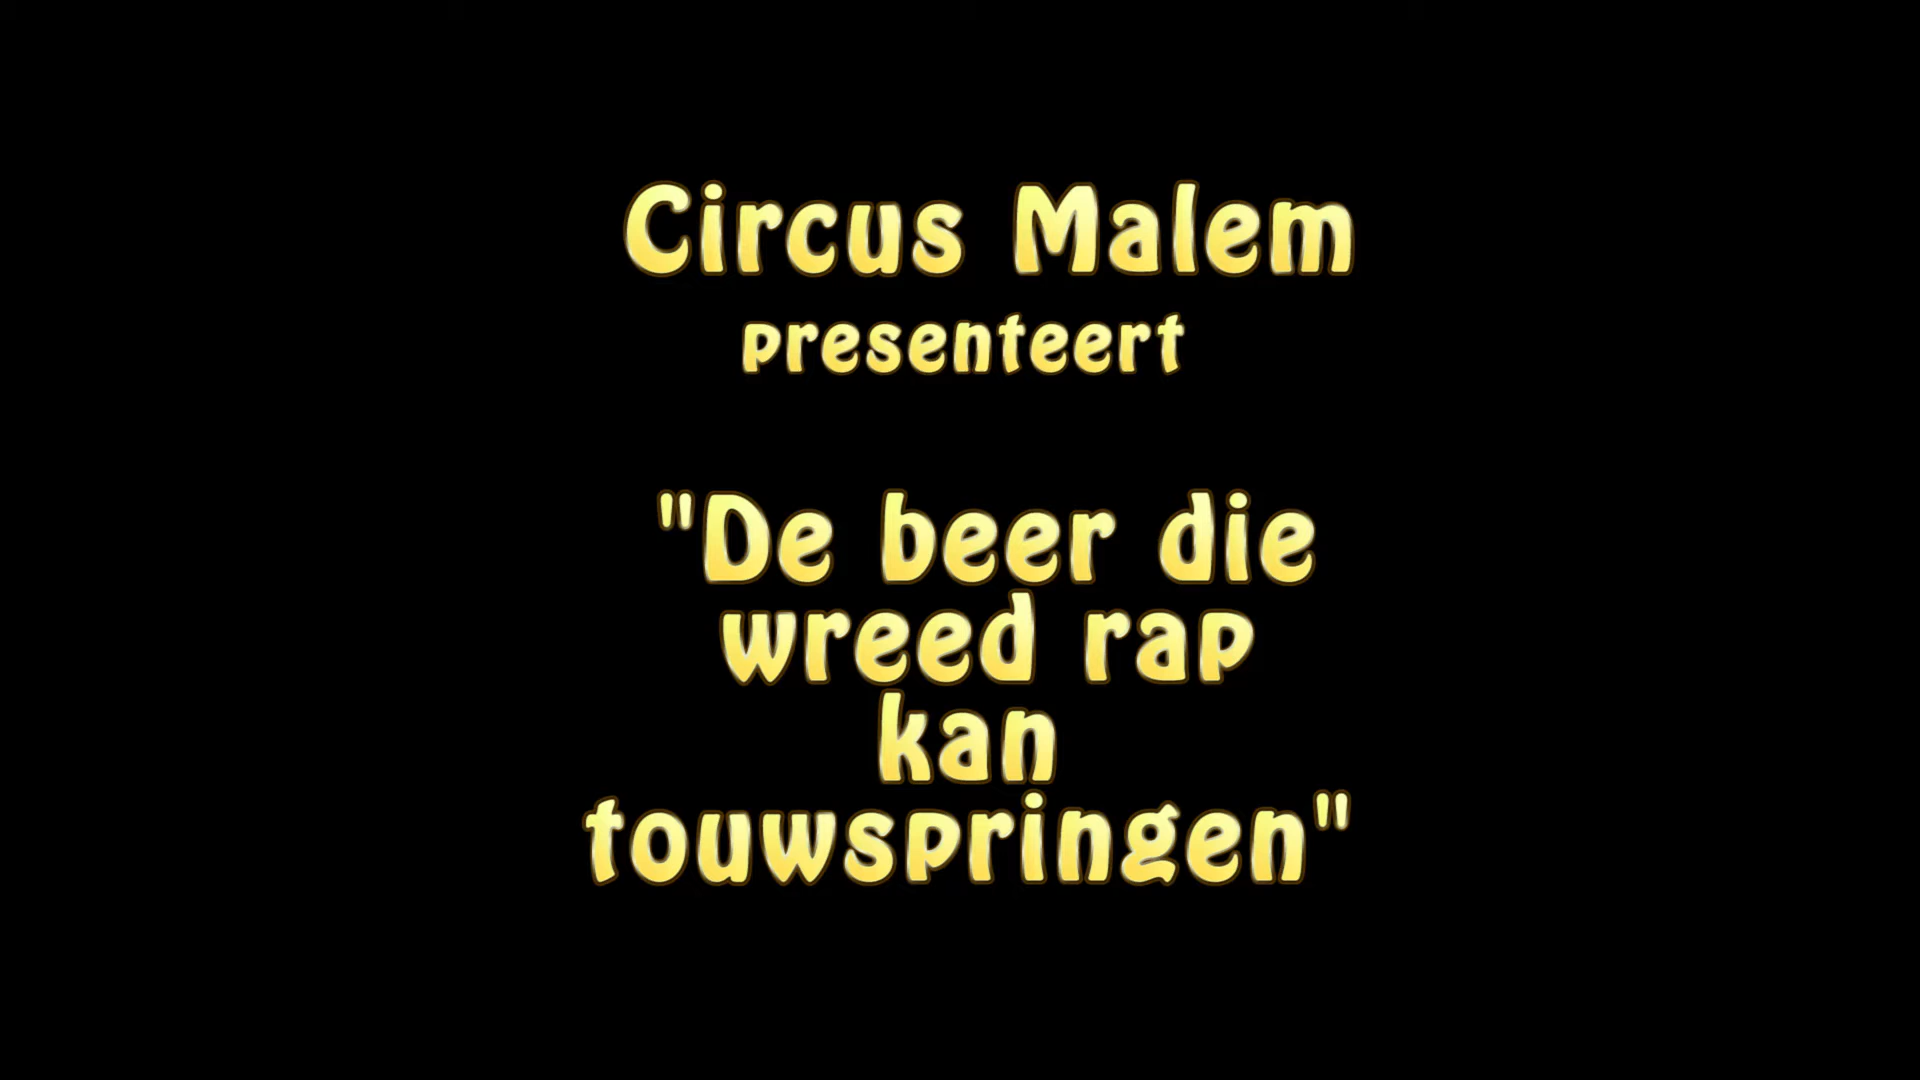 Circus Malem
presenteert
"De beer die
wreed rap
kan
touwspringen"